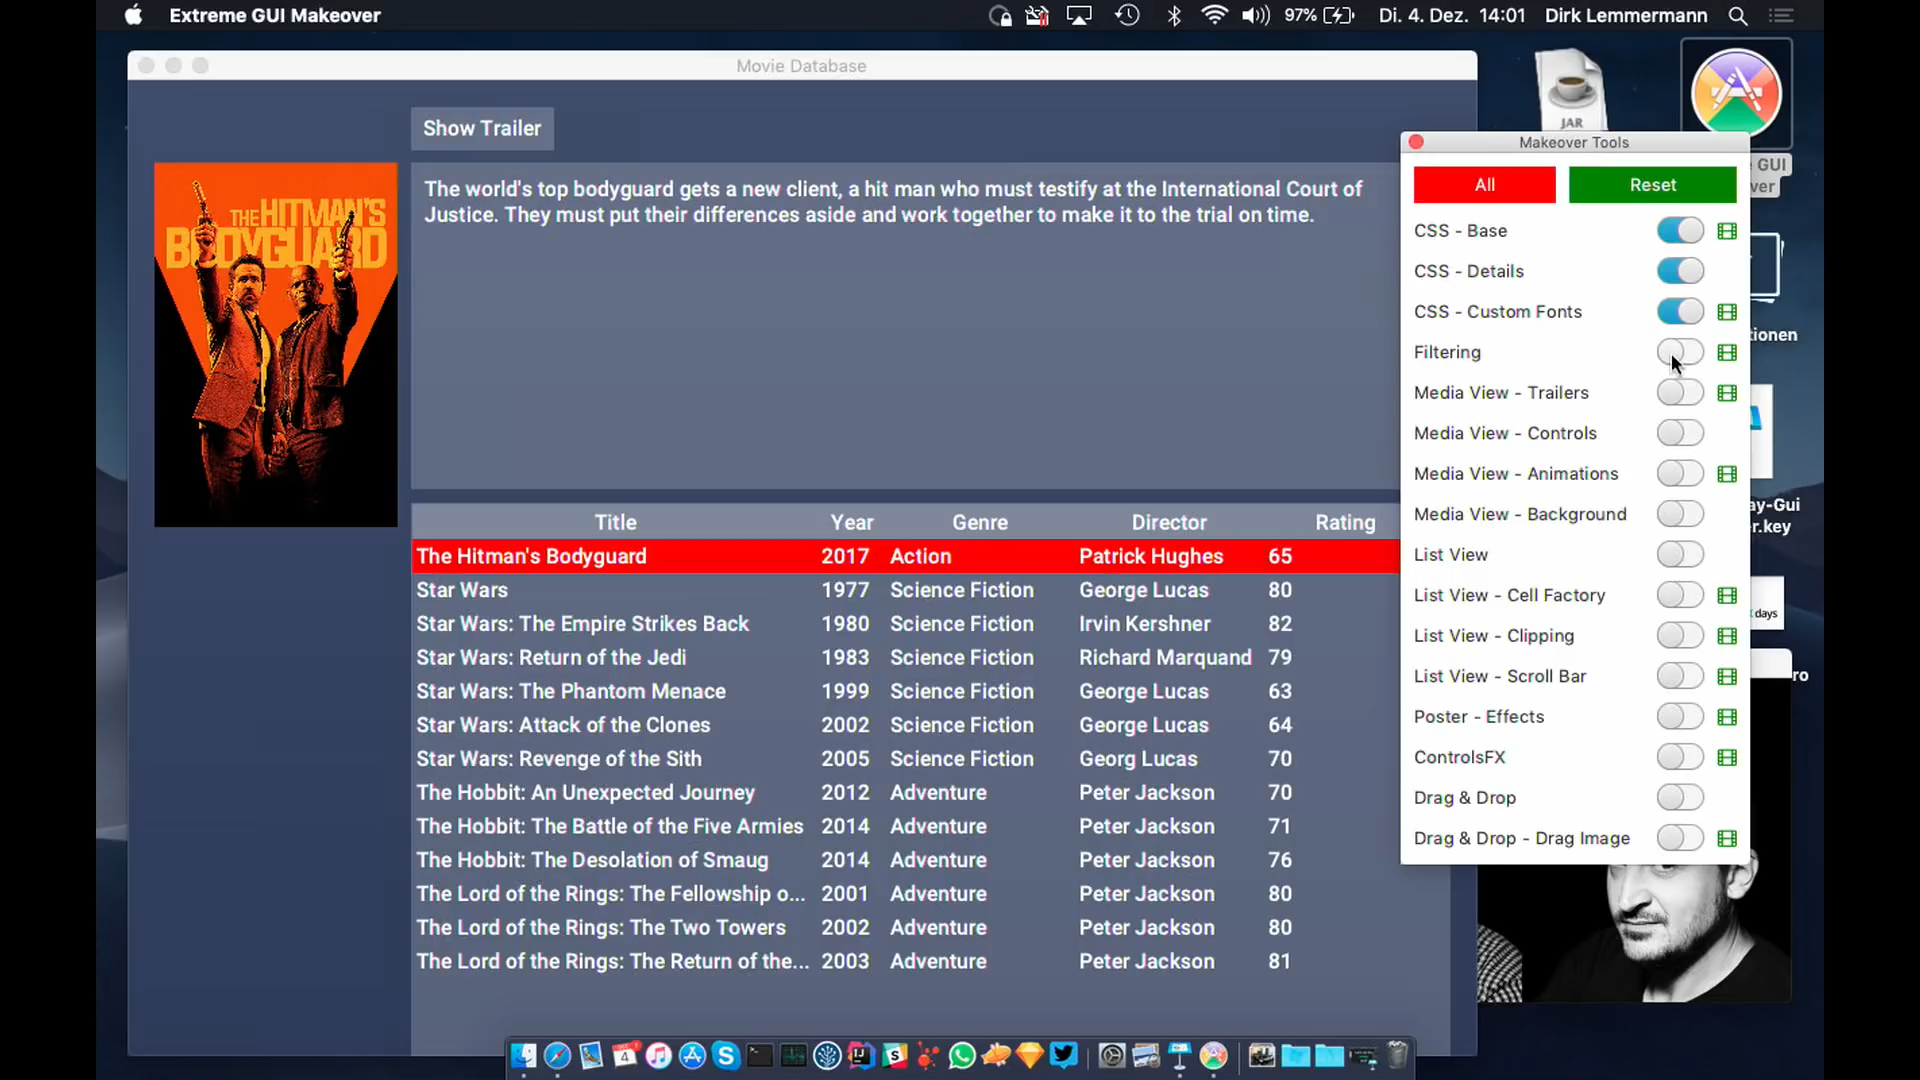 Extreme GUI Makeover
97%
Di. 4. Dez. 14:01
Dirk Lemmermann
Movie Database
Show Trailer
THE HITMAN'S
BODYGUARD
The world's top bodyguard gets a new client, a hit man who must testify at the International Court of
Justice. They must put their differences aside and work together to make it to the trial on time.
Title Year Genre Director Rating
The Hitman's Bodyguard 2017 Action Patrick Hughes 65
Star Wars 1977 Science Fiction George Lucas 80
Star Wars: The Empire Strikes Back 1980 Science Fiction Irvin Kershner 82
Star Wars: Return of the Jedi 1983 Science Fiction Richard Marquand 79
Star Wars: The Phantom Menace 1999 Science Fiction George Lucas 63
Star Wars: Attack of the Clones 2002 Science Fiction George Lucas 64
Star Wars: Revenge of the Sith 2005 Science Fiction Georg Lucas 70
The Hobbit: An Unexpected Journey 2012 Adventure Peter Jackson 70
The Hobbit: The Battle of the Five Armies 2014 Adventure Peter Jackson 71
The Hobbit: The Desolation of Smaug 2014 Adventure Peter Jackson 76
The Lord of the Rings: The Fellowship o... 2001 Adventure Peter Jackson 80
The Lord of the Rings: The Two Towers 2002 Adventure Peter Jackson 80
The Lord of the Rings: The Return of the... 2003 Adventure Peter Jackson 81
JAR
Makeover Tools
All Reset
CSS - Base
CSS - Details
CSS - Custom Fonts
Filtering
Media View - Trailers
Media View - Controls
Media View - Animations
Media View - Background
List View
List View - Cell Factory
List View - Clipping
List View - Scroll Bar
Poster - Effects
ControlsFX
Drag & Drop
Drag & Drop - Drag Image
e GUI
over
tionen
ay-Gui
er.key
days
ro
4